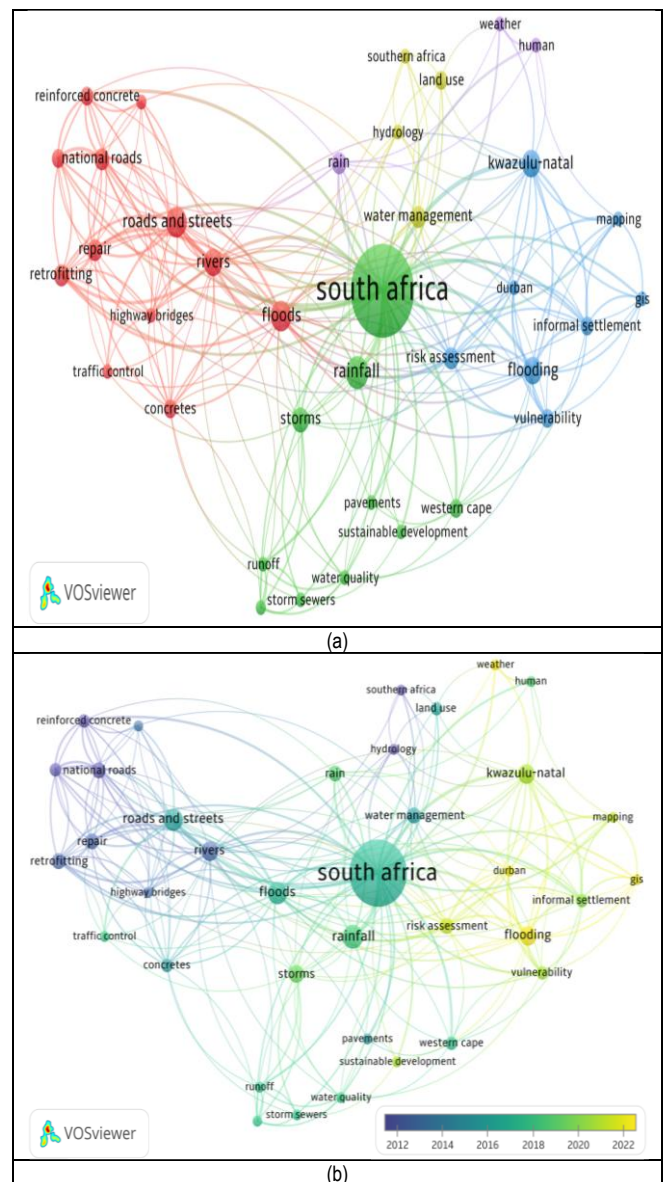 weather
human
southern africa
land use
reinforced concrete
hydrology
national roads
rain
kwazulu-natal
roads and streets
water management
mapping
repair
rivers
retrofitting
south africa
durban
gis
highway bridges
floods
informal settlement
traffic control
rainfall
risk assessment
flooding
concretes
storms
vulnerability
pavements
western cape
sustainable development
runoff
water quality
storm sewers
VOSviewer
(a)
weather
human
southern africa
land use
reinforced concrete
hydrology
national roads
rain
kwazulu-natal
roads and streets
water management
mapping
repair
rivers
retrofitting
south africa
durban
gis
highway bridges
floods
informal settlement
traffic control
rainfall
risk assessment
flooding
concretes
storms
vulnerability
pavements
western cape
sustainable development
runoff
water quality
storm sewers
VOSviewer
2012 2014 2016 2018 2020 2022
(b)